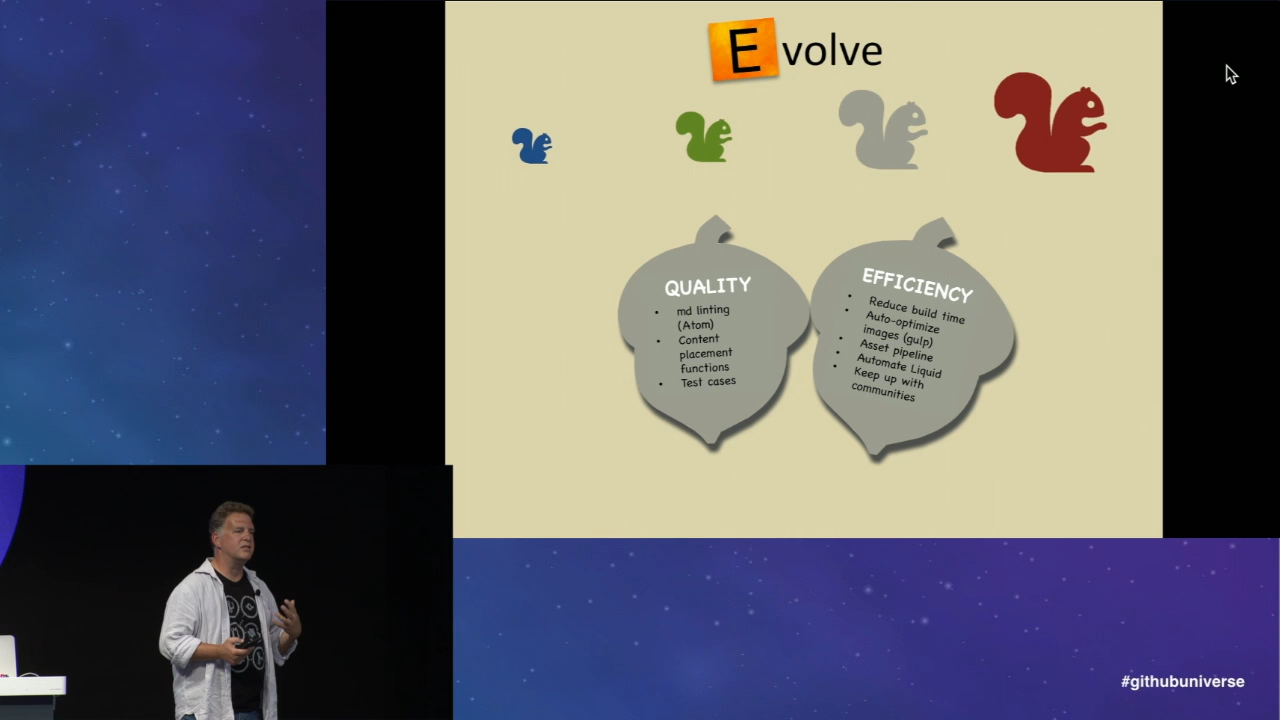 Evolve
QUALITY
• md linting
(Atom)
• Content
placement
functions
• Test cases
EFFICIENCY
• Reduce build time
• Auto-optimize
images (gulp)
• Asset pipeline
• Automate Liquid
• Keep up with
communities
#githubuniverse